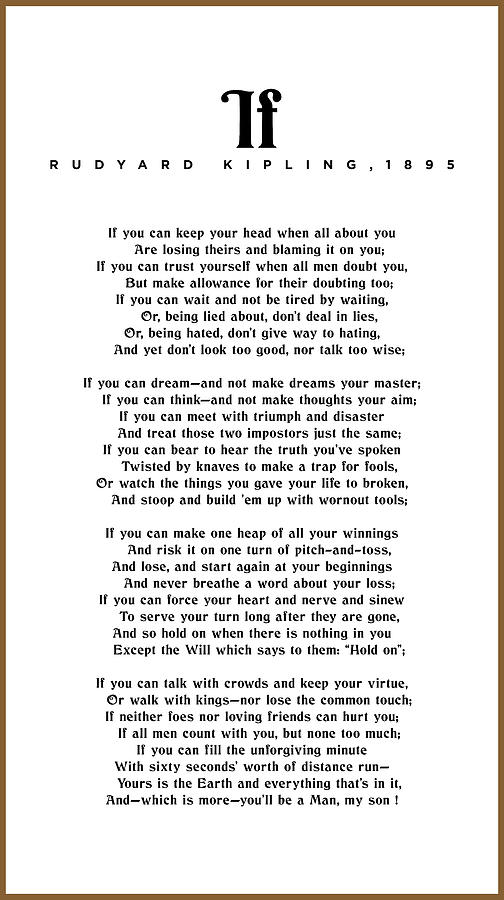 If
RUDYARD KIPLING, 1895
If you can keep your head when all about you
Are losing theirs and blaming it on you;
If you can trust yourself when all men doubt you,
But make allowance for their doubting too;
If you can wait and not be tired by waiting,
Or, being lied about, don't deal in lies,
Or, being hated, don't give way to hating,
And yet don't look too good, nor talk too wise;
If you can dream—and not make dreams your master;
If you can think—and not make thoughts your aim;
If you can meet with triumph and disaster
And treat those two impostors just the same;
If you can bear to hear the truth you've spoken
Twisted by knaves to make a trap for fools,
Or watch the things you gave your life to broken,
And stoop and build 'em up with wornout tools;
If you can make one heap of all your winnings
And risk it on one turn of pitch-and-toss,
And lose, and start again at your beginnings
And never breathe a word about your loss;
If you can force your heart and nerve and sinew
To serve your turn long after they are gone,
And so hold on when there is nothing in you
Except the Will which says to them: “Hold on”;
If you can talk with crowds and keep your virtue,
Or walk with kings—nor lose the common touch;
If neither foes nor loving friends can hurt you;
If all men count with you, but none too much;
If you can fill the unforgiving minute
With sixty seconds' worth of distance run—
Yours is the Earth and everything that's in it,
And—which is more—you'll be a Man, my son !